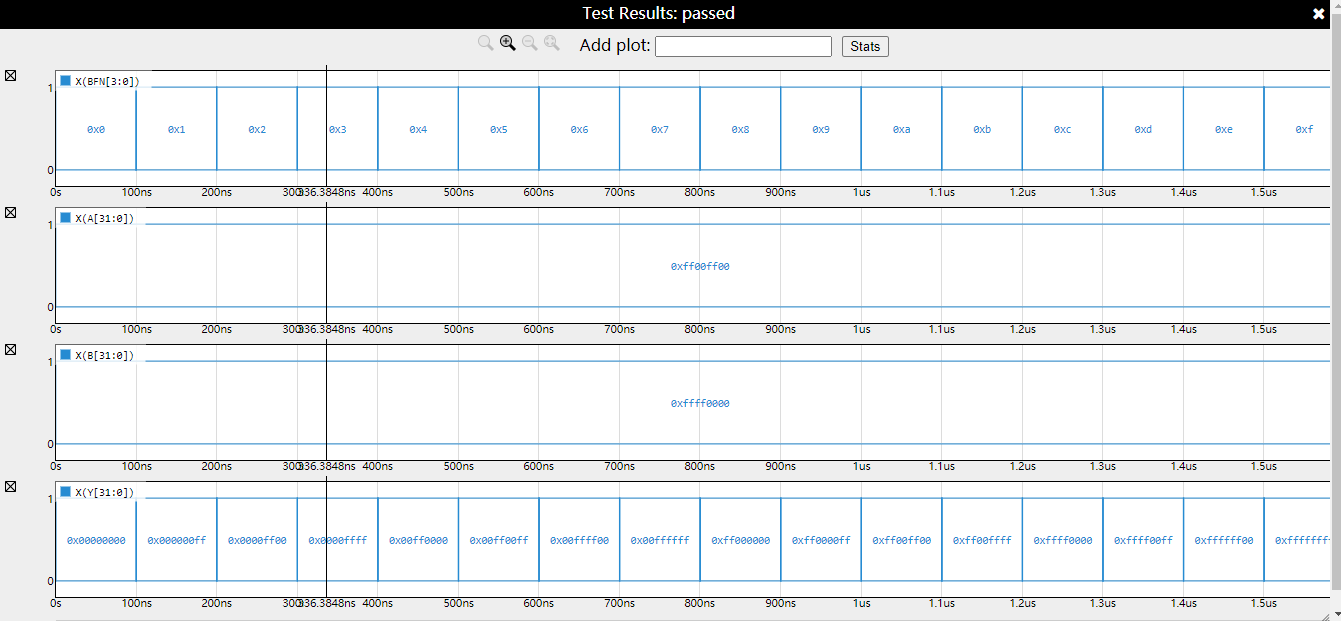 Test Results: passed
Add plot: Stats
X(BFN[3:0])
1
0x0 0x1 0x2 0x3 0x4 0x5 0x6 0x7 0x8 0x9 0xa 0xb 0xc 0xd 0xe 0xf
0
0s 100ns 200ns 300 336.3848ns 400ns 500ns 600ns 700ns 800ns 900ns 1us 1.1us 1.2us 1.3us 1.4us 1.5us
X(A[31:0])
1
0xff00ff00
0
0s 100ns 200ns 300 336.3848ns 400ns 500ns 600ns 700ns 800ns 900ns 1us 1.1us 1.2us 1.3us 1.4us 1.5us
X(B[31:0])
1
0xffff0000
0
0s 100ns 200ns 300 336.3848ns 400ns 500ns 600ns 700ns 800ns 900ns 1us 1.1us 1.2us 1.3us 1.4us 1.5us
X(Y[31:0])
1
0x00000000 0x000000ff 0x0000ff00 0x0000ffff 0x00ff0000 0x00ff00ff 0x00ffff00 0x00ffffff 0xff000000 0xff0000ff 0xff00ff00 0xff00ffff 0xffff0000 0xffff00ff 0xffffff00 0xfffffff
0
0s 100ns 200ns 300 336.3848ns 400ns 500ns 600ns 700ns 800ns 900ns 1us 1.1us 1.2us 1.3us 1.4us 1.5us